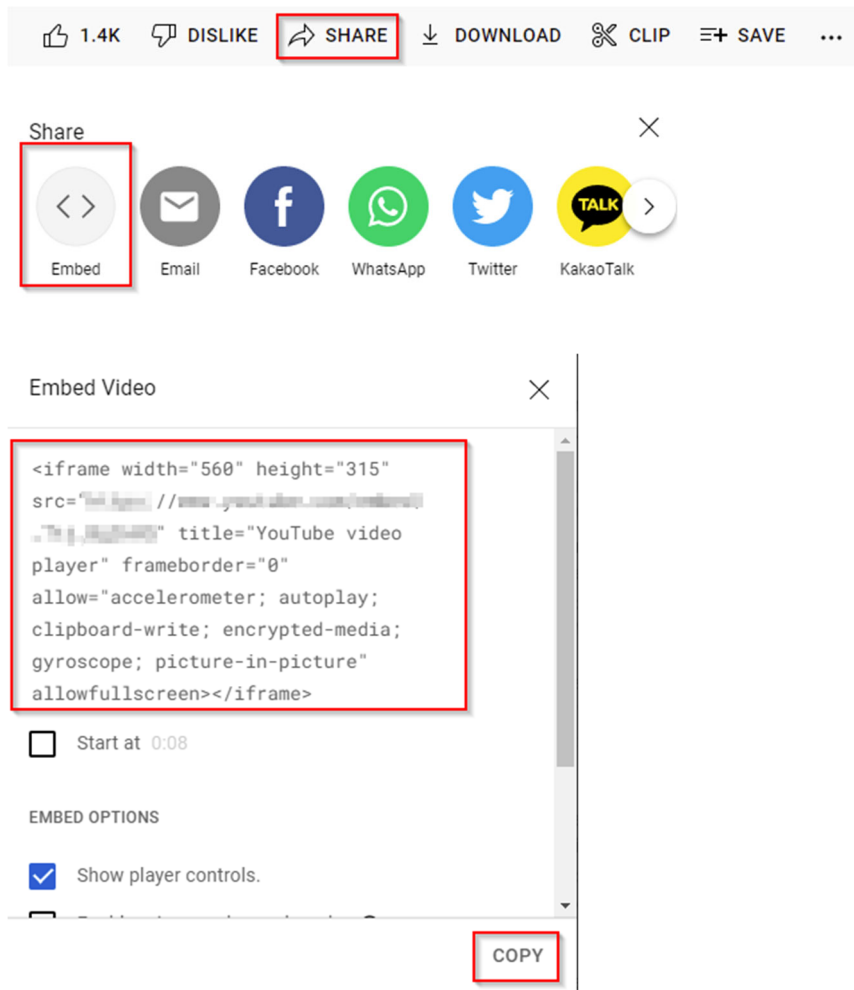 1.4K DISLIKE SHARE DOWNLOAD CLIP SAVE ...
Share
TALK
Embed Email Facebook WhatsApp Twitter KakaoTalk
Embed Video
<iframe width="560" height="315"
src=" //
" title="YouTube video
player" frameborder="0"
allow="accelerometer; autoplay;
clipboard-write; encrypted-media;
gyroscope; picture-in-picture"
allowfullscreen></iframe>
Start at 0:08
EMBED OPTIONS
Show player controls.
COPY